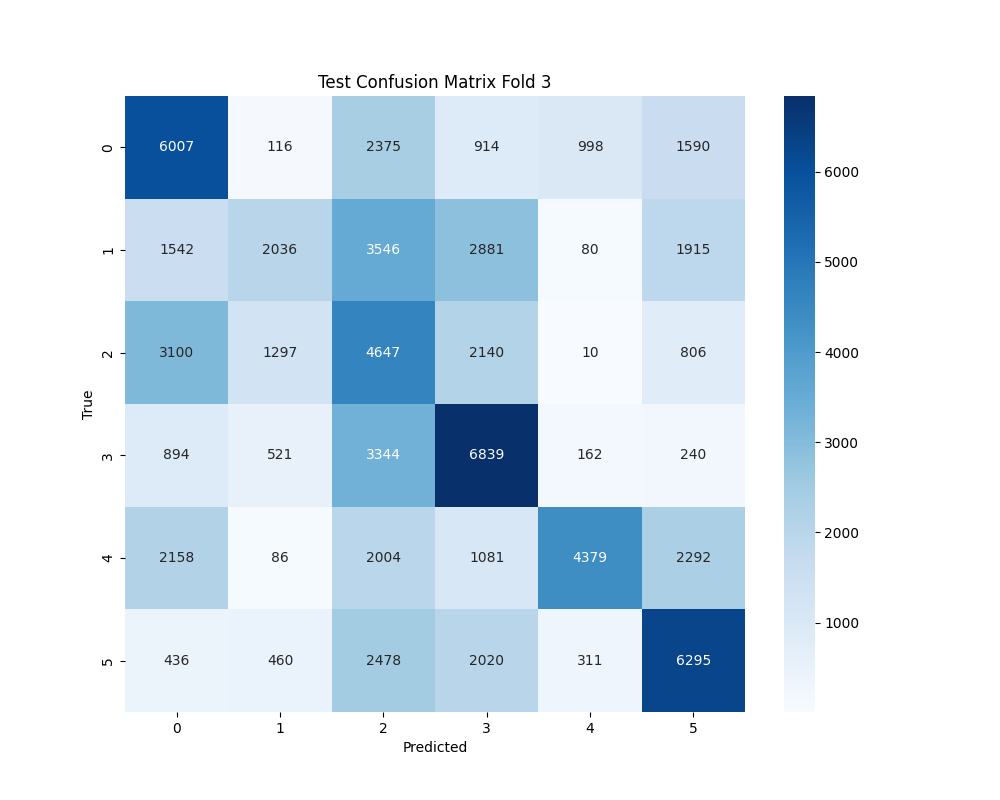 Test Confusion Matrix Fold 3
0 6007 116 2375 914 998 1590
1 1542 2036 3546 2881 80 1915
2 3100 1297 4647 2140 10 806
3 894 521 3344 6839 162 240
4 2158 86 2004 1081 4379 2292
5 436 460 2478 2020 311 6295
0 1 2 3 4 5
Predicted
True
6000
5000
4000
3000
2000
1000